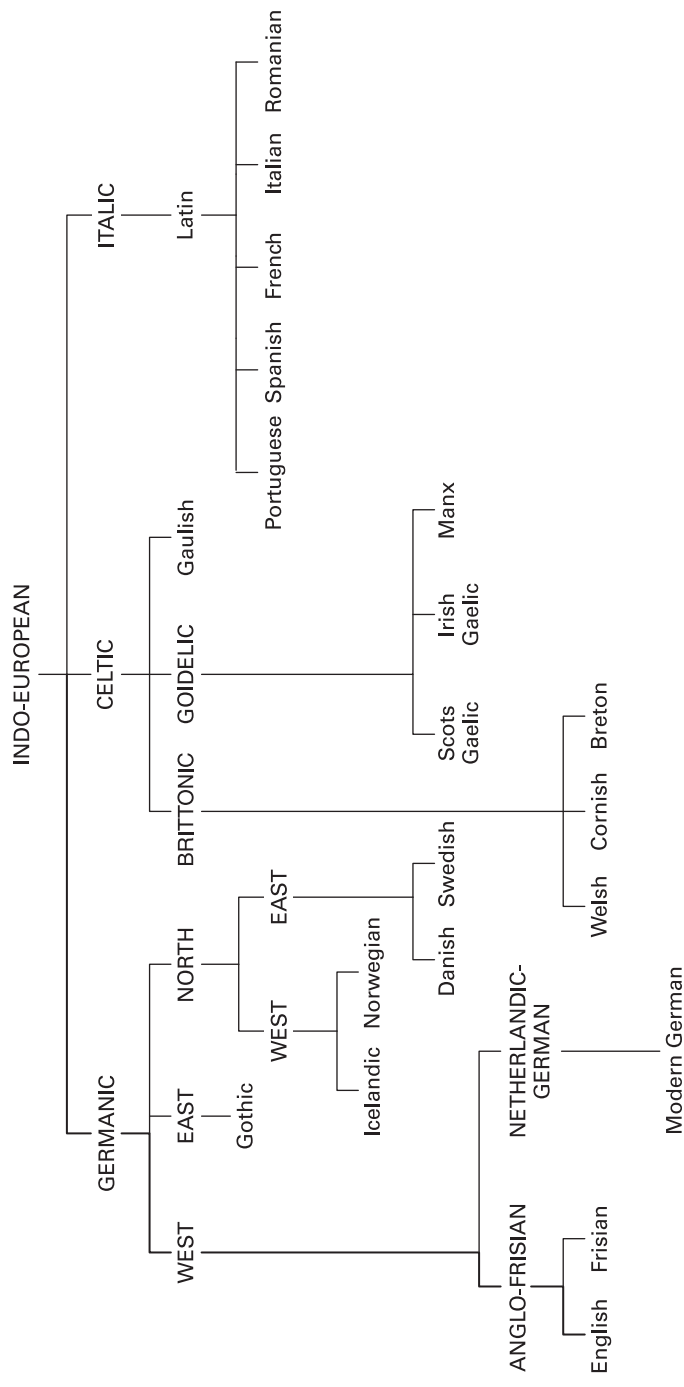 INDO-EUROPEAN
GERMANIC
CELTIC
ITALIC
WEST
EAST
NORTH
BRITTONIC
GOIDELIC
Gaulish
Latin
Gothic
WEST
EAST
Portuguese
Spanish
French
Italian
Romanian
Icelandic
Norwegian
Danish
Swedish
Scots
Gaelic
Irish
Gaelic
Manx
ANGLO-FRISIAN
NETHERLANDIC-
GERMAN
English
Frisian
Welsh
Cornish
Breton
Modern German